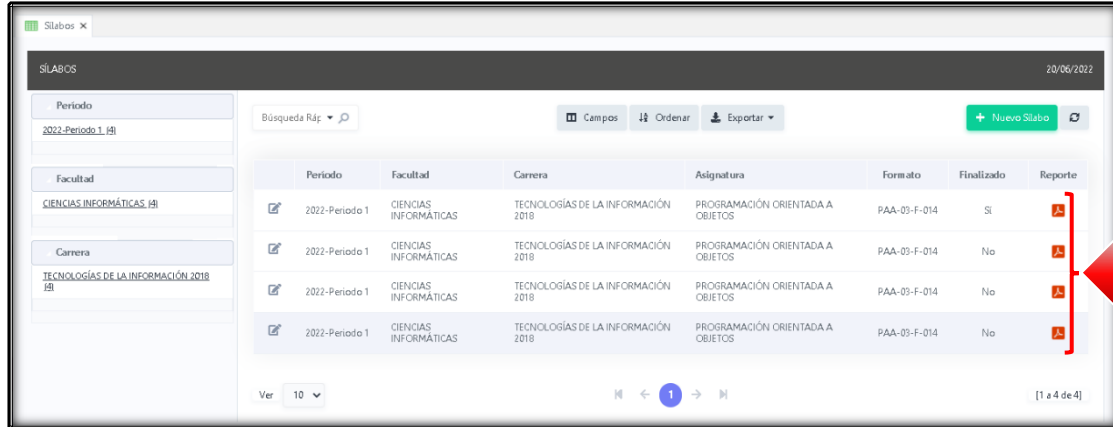 Sílabos ×
SÍLABOS 20/06/2022
Periodo
2022-Periodo 1 (4)
Facultad
CIENCIAS INFORMÁTICAS (4)
Carrera
TECNOLOGÍAS DE LA INFORMACIÓN 2018
(4)
Búsqueda Ráp Campos Ordenar Exportar + Nuevo Sílabo
Periodo Facultad Carrera Asignatura Formato Finalizado Reporte
2022-Periodo 1 CIENCIAS INFORMÁTICAS TECNOLOGÍAS DE LA INFORMACIÓN 2018 PROGRAMACIÓN ORIENTADA A OBJETOS PAA-03-F-014 Sí
2022-Periodo 1 CIENCIAS INFORMÁTICAS TECNOLOGÍAS DE LA INFORMACIÓN 2018 PROGRAMACIÓN ORIENTADA A OBJETOS PAA-03-F-014 No
2022-Periodo 1 CIENCIAS INFORMÁTICAS TECNOLOGÍAS DE LA INFORMACIÓN 2018 PROGRAMACIÓN ORIENTADA A OBJETOS PAA-03-F-014 No
2022-Periodo 1 CIENCIAS INFORMÁTICAS TECNOLOGÍAS DE LA INFORMACIÓN 2018 PROGRAMACIÓN ORIENTADA A OBJETOS PAA-03-F-014 No
Ver 10 1 [1 a 4 de 4]